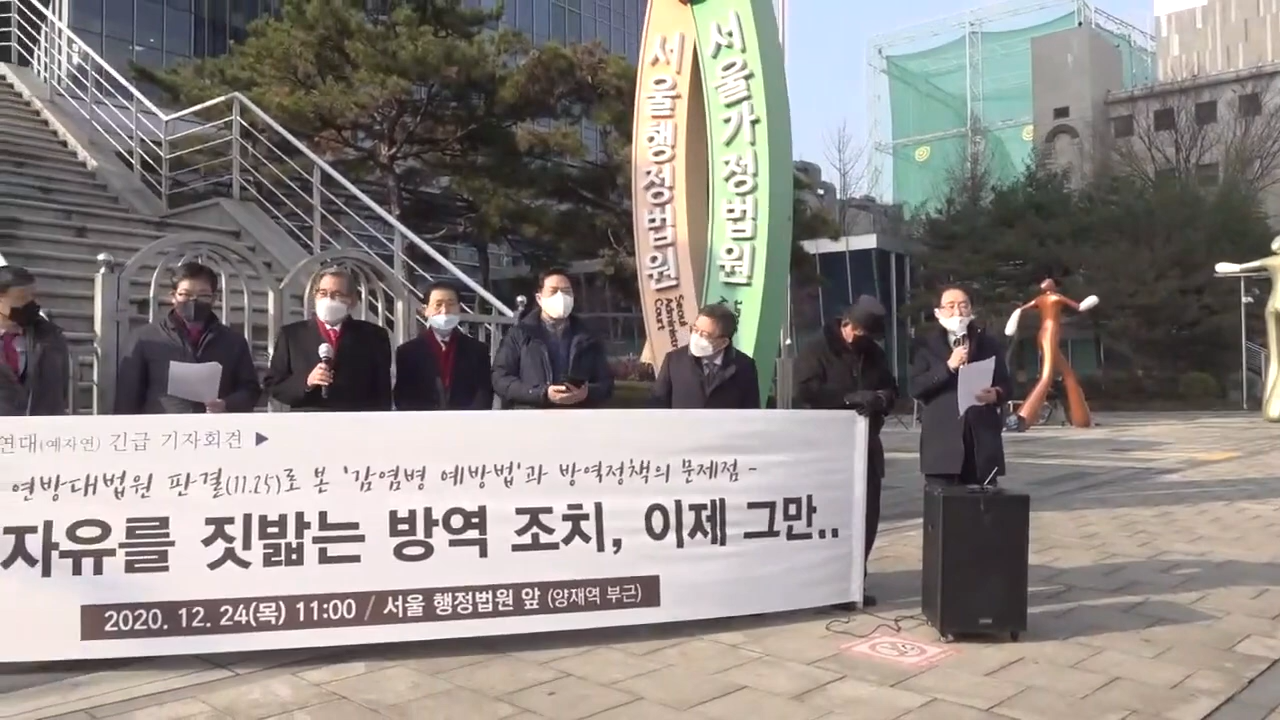 서울행정법원
Seoul
Administr
Court
서울가정법원
연대(예자연) 긴급 기자회견 ▶
연방대법원 판결(11.25)로 본 '감염병 예방법'과 방역정책의 문제점 -
자유를 짓밟는 방역 조치, 이제 그만..
2020. 12. 24(목) 11:00 / 서울 행정법원 앞 (양재역 부근)